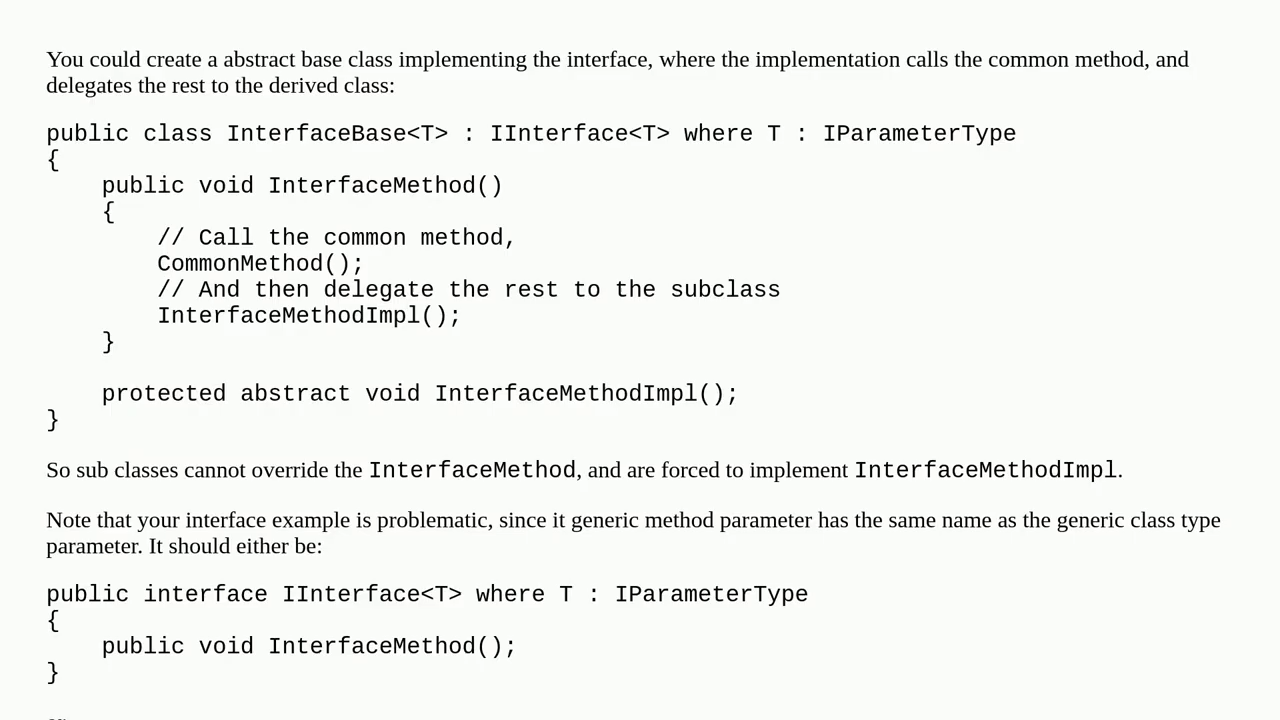 You could create a abstract base class implementing the interface, where the implementation calls the common method, and
delegates the rest to the derived class:
public class InterfaceBase<T> : IInterface<T> where T : IParameterType
{
    public void InterfaceMethod()
    {
        // Call the common method,
        CommonMethod();
        // And then delegate the rest to the subclass
        InterfaceMethodImpl();
    }

    protected abstract void InterfaceMethodImpl();
}
So sub classes cannot override the InterfaceMethod, and are forced to implement InterfaceMethodImpl.
Note that your interface example is problematic, since it generic method parameter has the same name as the generic class type
parameter. It should either be:
public interface IInterface<T> where T : IParameterType
{
    public void InterfaceMethod();
}